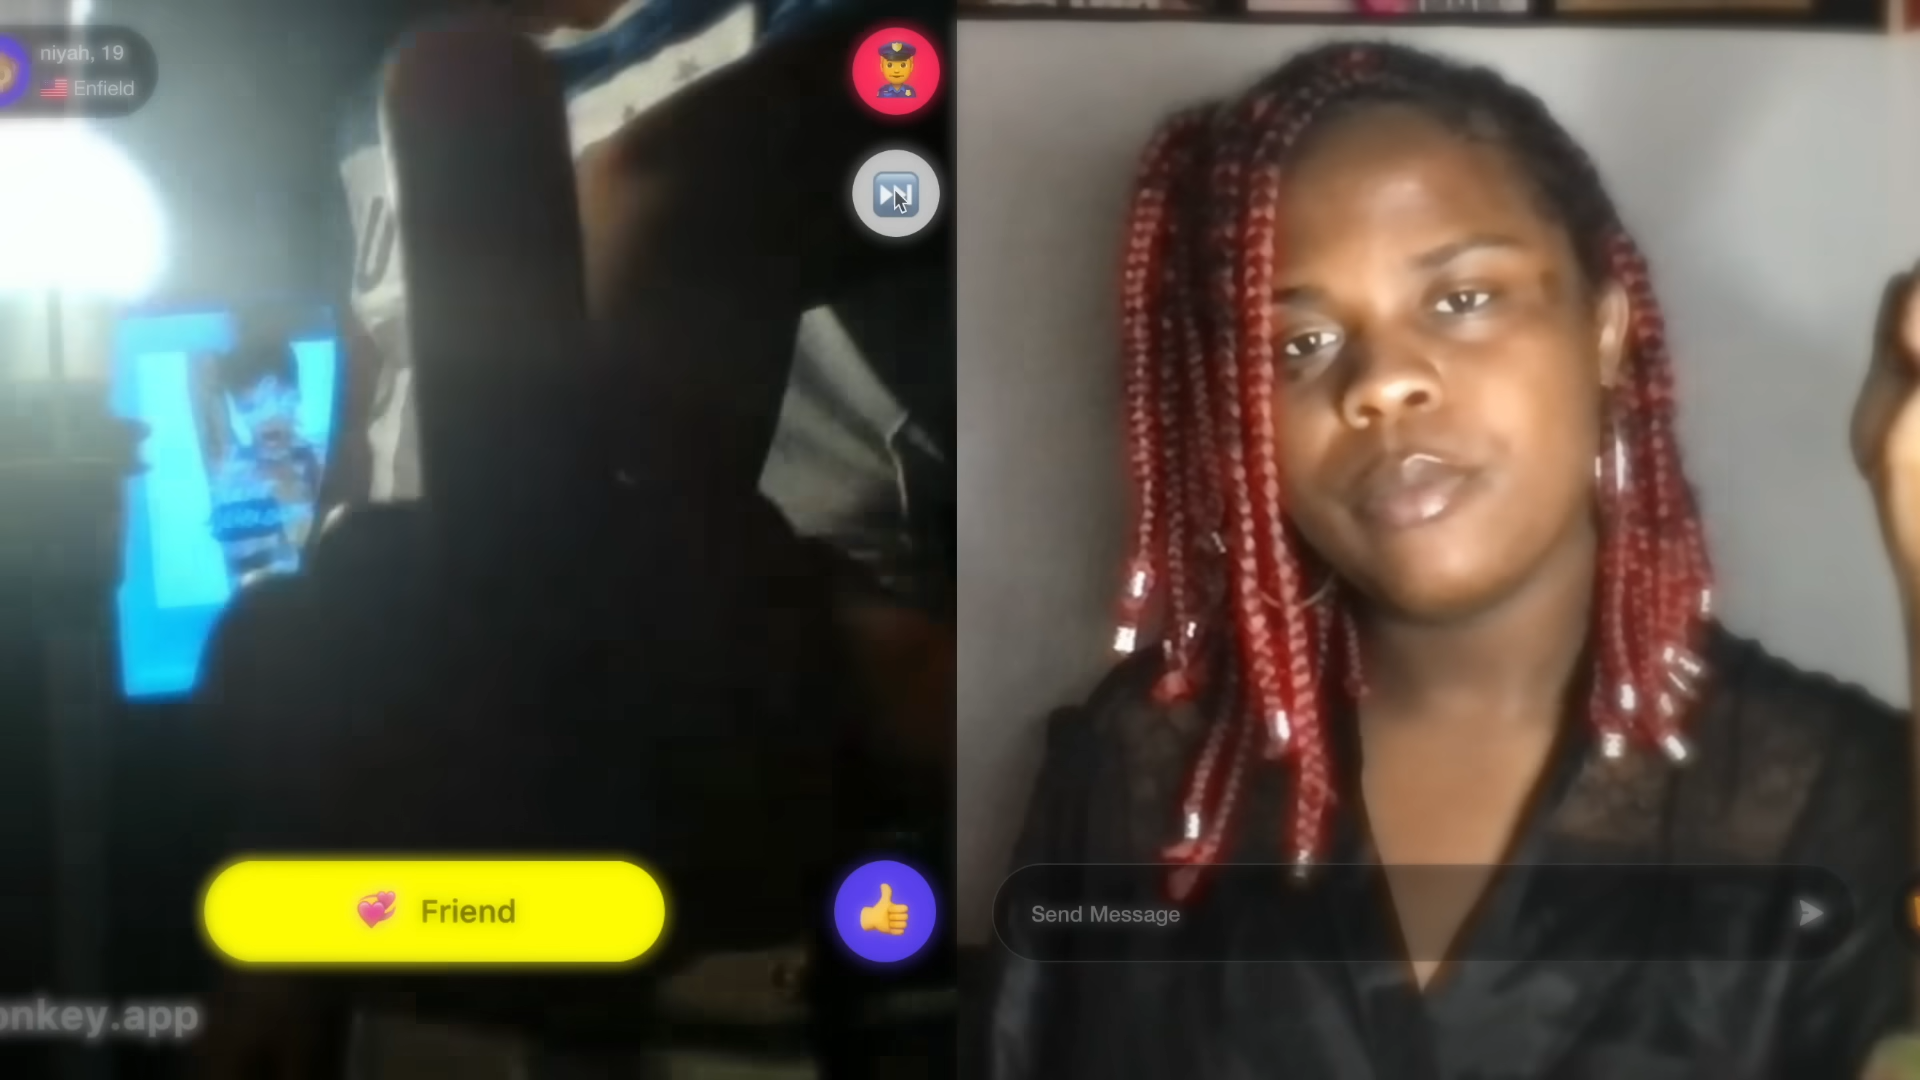 niyah, 19
Enfield
Friend
Send Message
onkey.app